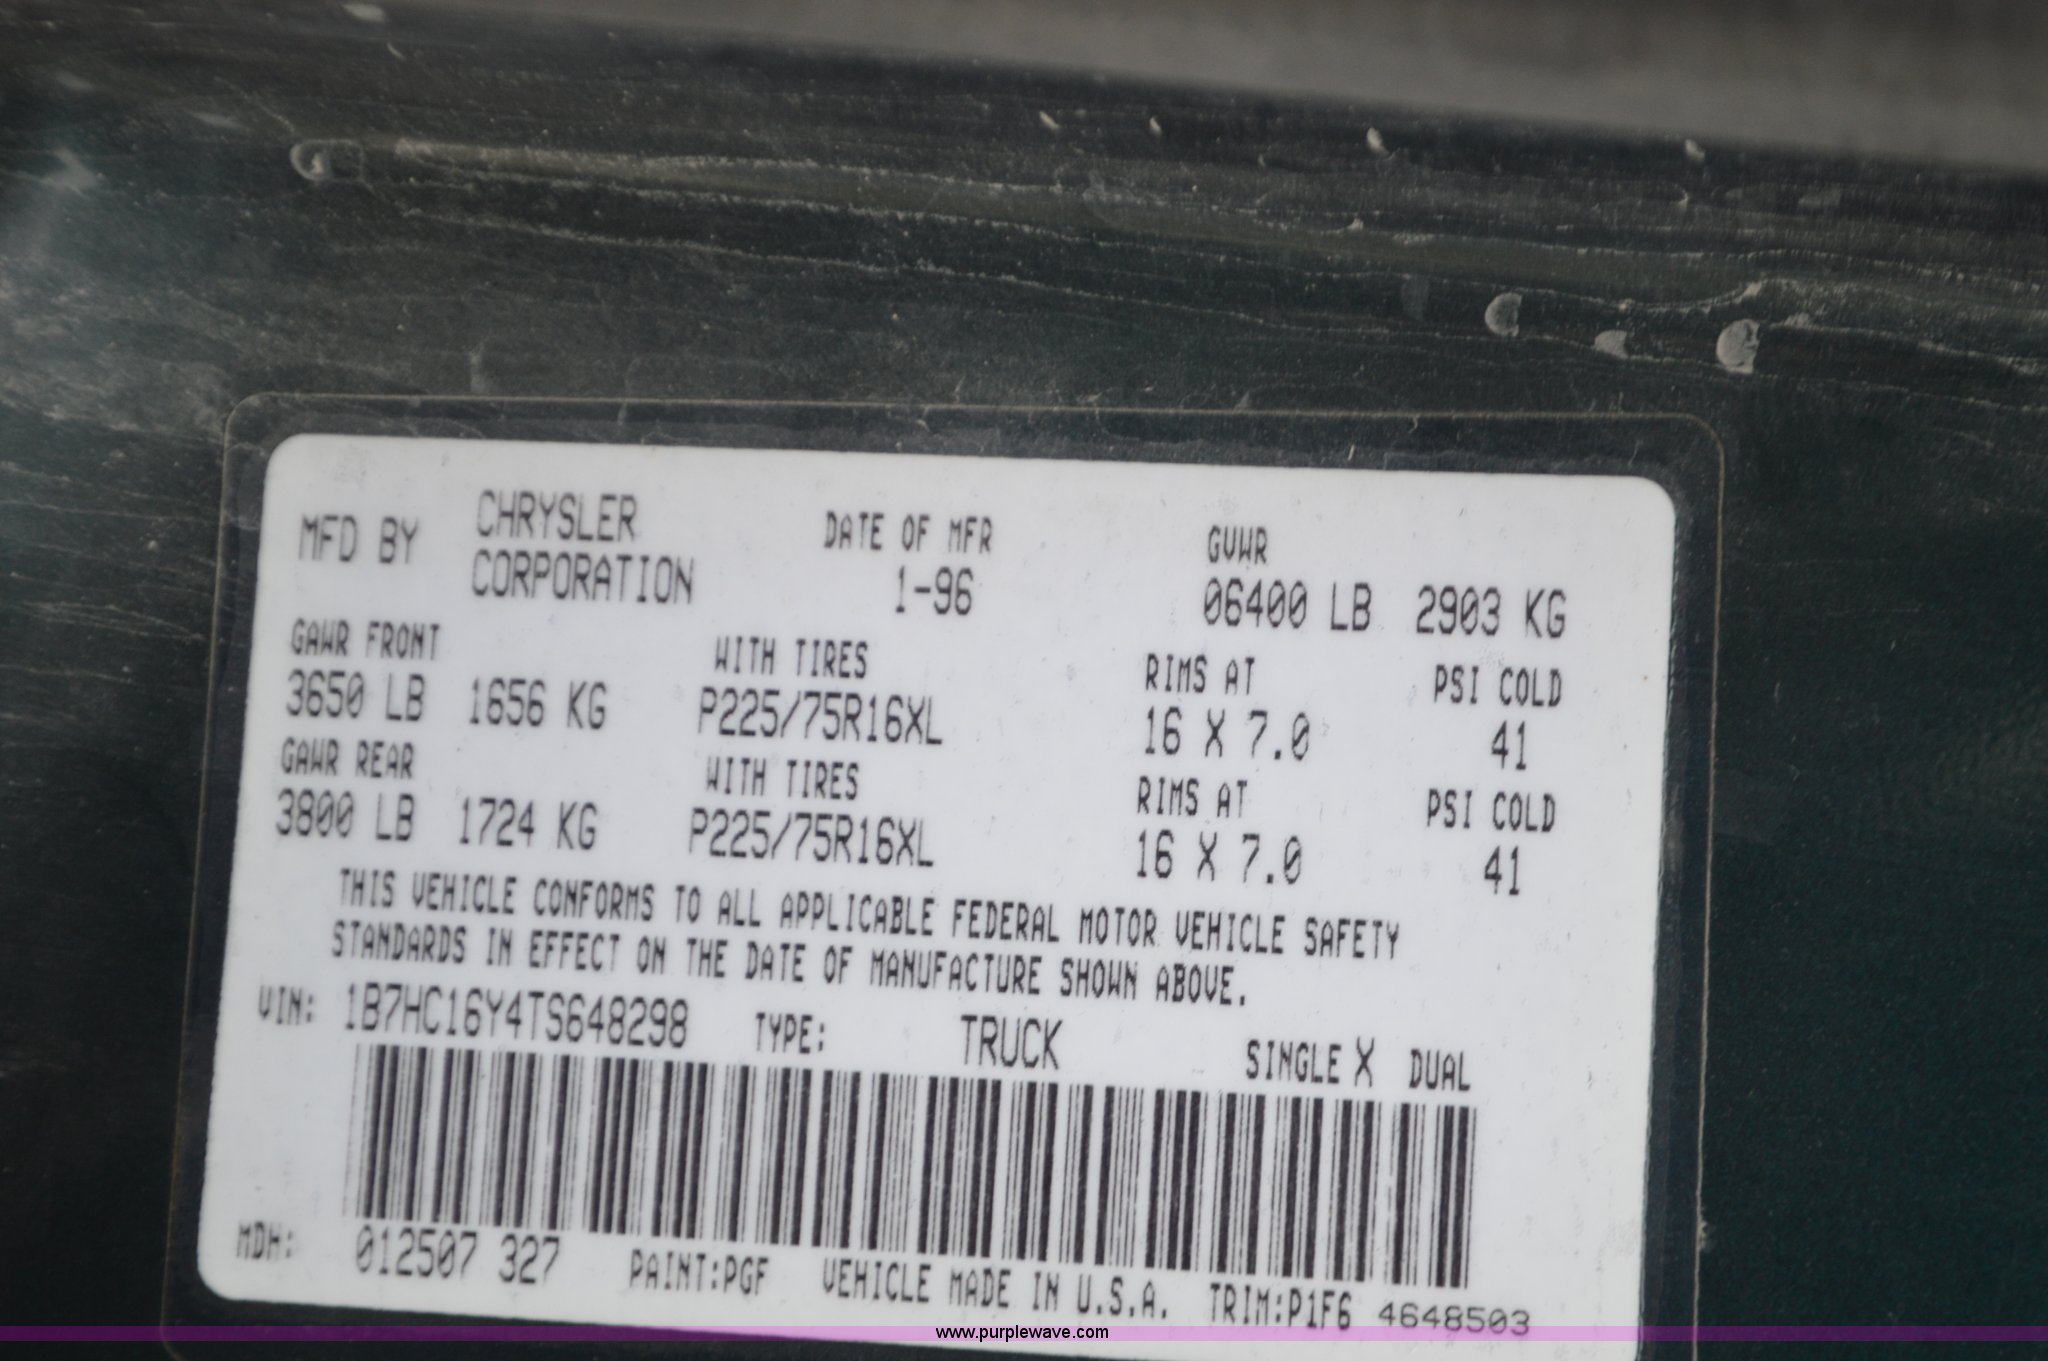 MFD BY CHRYSLER CORPORATION DATE OF MFR 1-96 GVWR 06400 LB 2903 KG
GAWR FRONT WITH TIRES RIMS AT PSI COLD
3650 LB 1656 KG P225/75R16XL 16 X 7.0 41
GAWR REAR WITH TIRES RIMS AT PSI COLD
3800 LB 1724 KG P225/75R16XL 16 X 7.0 41
THIS VEHICLE CONFORMS TO ALL APPLICABLE FEDERAL MOTOR VEHICLE SAFETY
STANDARDS IN EFFECT ON THE DATE OF MANUFACTURE SHOWN ABOVE.
VIN: 1B7HC16Y4TS648298 TYPE: TRUCK SINGLE X DUAL
MDH: 012507 327 PAINT:PGF VEHICLE MADE IN U.S.A. TRIM:P1F6 4648503
www.purplewave.com